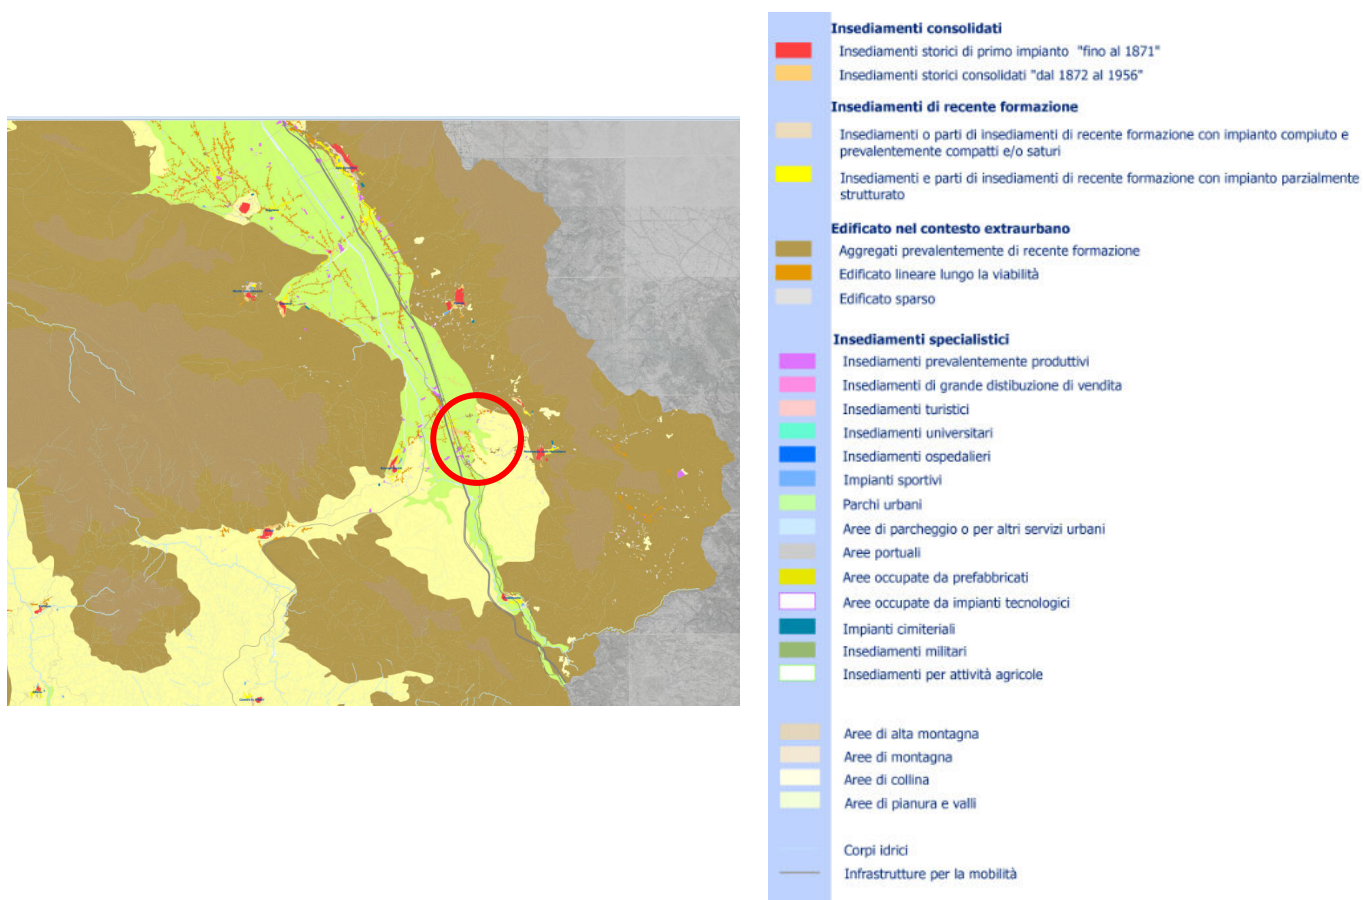 Insediamenti consolidati
Insediamenti storici di primo impianto "fino al 1871"
Insediamenti storici consolidati "dal 1872 al 1956"
Insediamenti di recente formazione
Insediamenti o parti di insediamenti di recente formazione con impianto compiuto e
prevalentemente compatti e/o saturi
Insediamenti e parti di insediamenti di recente formazione con impianto parzialmente
strutturato
Edificato nel contesto extraurbano
Aggregati prevalentemente di recente formazione
Edificato lineare lungo la viabilità
Edificato sparso
Insediamenti specialistici
Insediamenti prevalentemente produttivi
Insediamenti di grande distibuzione di vendita
Insediamenti turistici
Insediamenti universitari
Insediamenti ospedalieri
Impianti sportivi
Parchi urbani
Aree di parcheggio o per altri servizi urbani
Aree portuali
Aree occupate da prefabbricati
Aree occupate da impianti tecnologici
Impianti cimiteriali
Insediamenti militari
Insediamenti per attività agricole
Aree di alta montagna
Aree di montagna
Aree di collina
Aree di pianura e valli
Corpi idrici
Infrastrutture per la mobilità